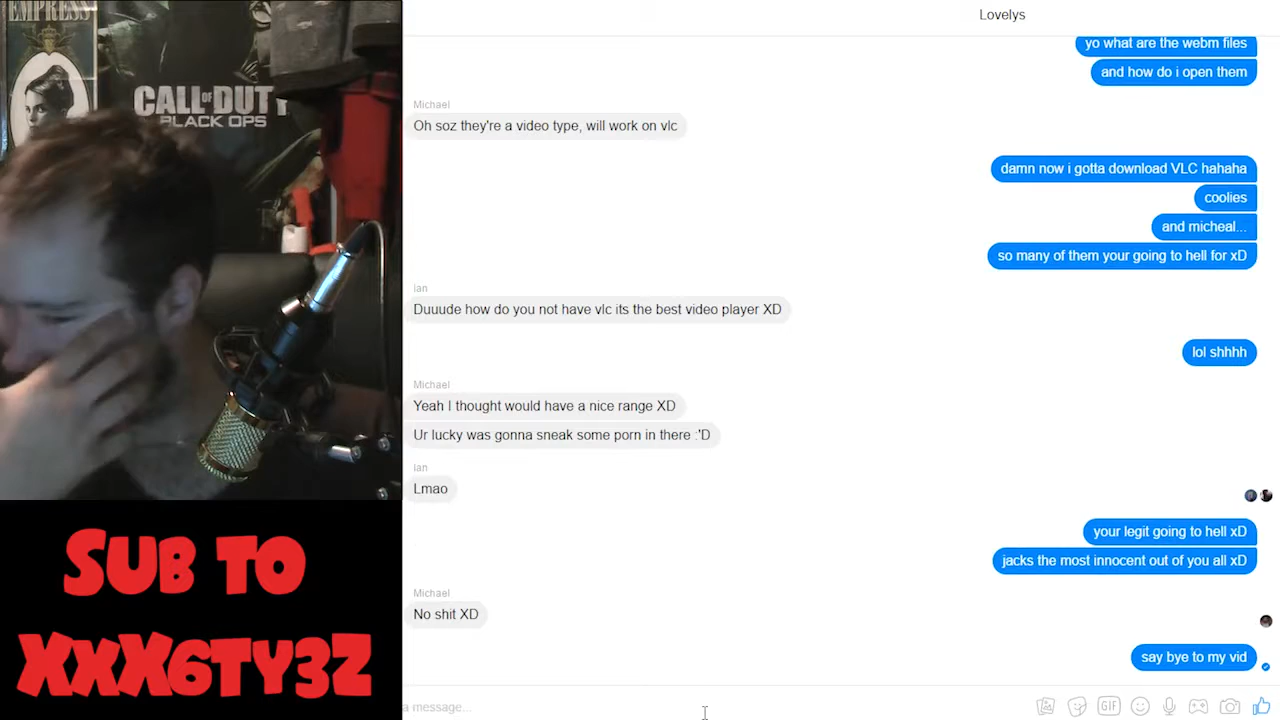 EMPRESS
CALL OF DUTY
BLACK OPS
SUB TO
XXX6TY3Z
Lovelys
yo what are the webm files
and how do i open them
Michael
Oh soz they're a video type, will work on vlc
damn now i gotta download VLC hahaha
coolies
and micheal...
so many of them your going to hell for xD
Ian
Duuude how do you not have vlc its the best video player XD
lol shhhh
Michael
Yeah I thought would have a nice range XD
Ur lucky was gonna sneak some porn in there :'D
Ian
Lmao
your legit going to hell xD
jacks the most innocent out of you all xD
Michael
No shit XD
say bye to my vid
a message...
GIF